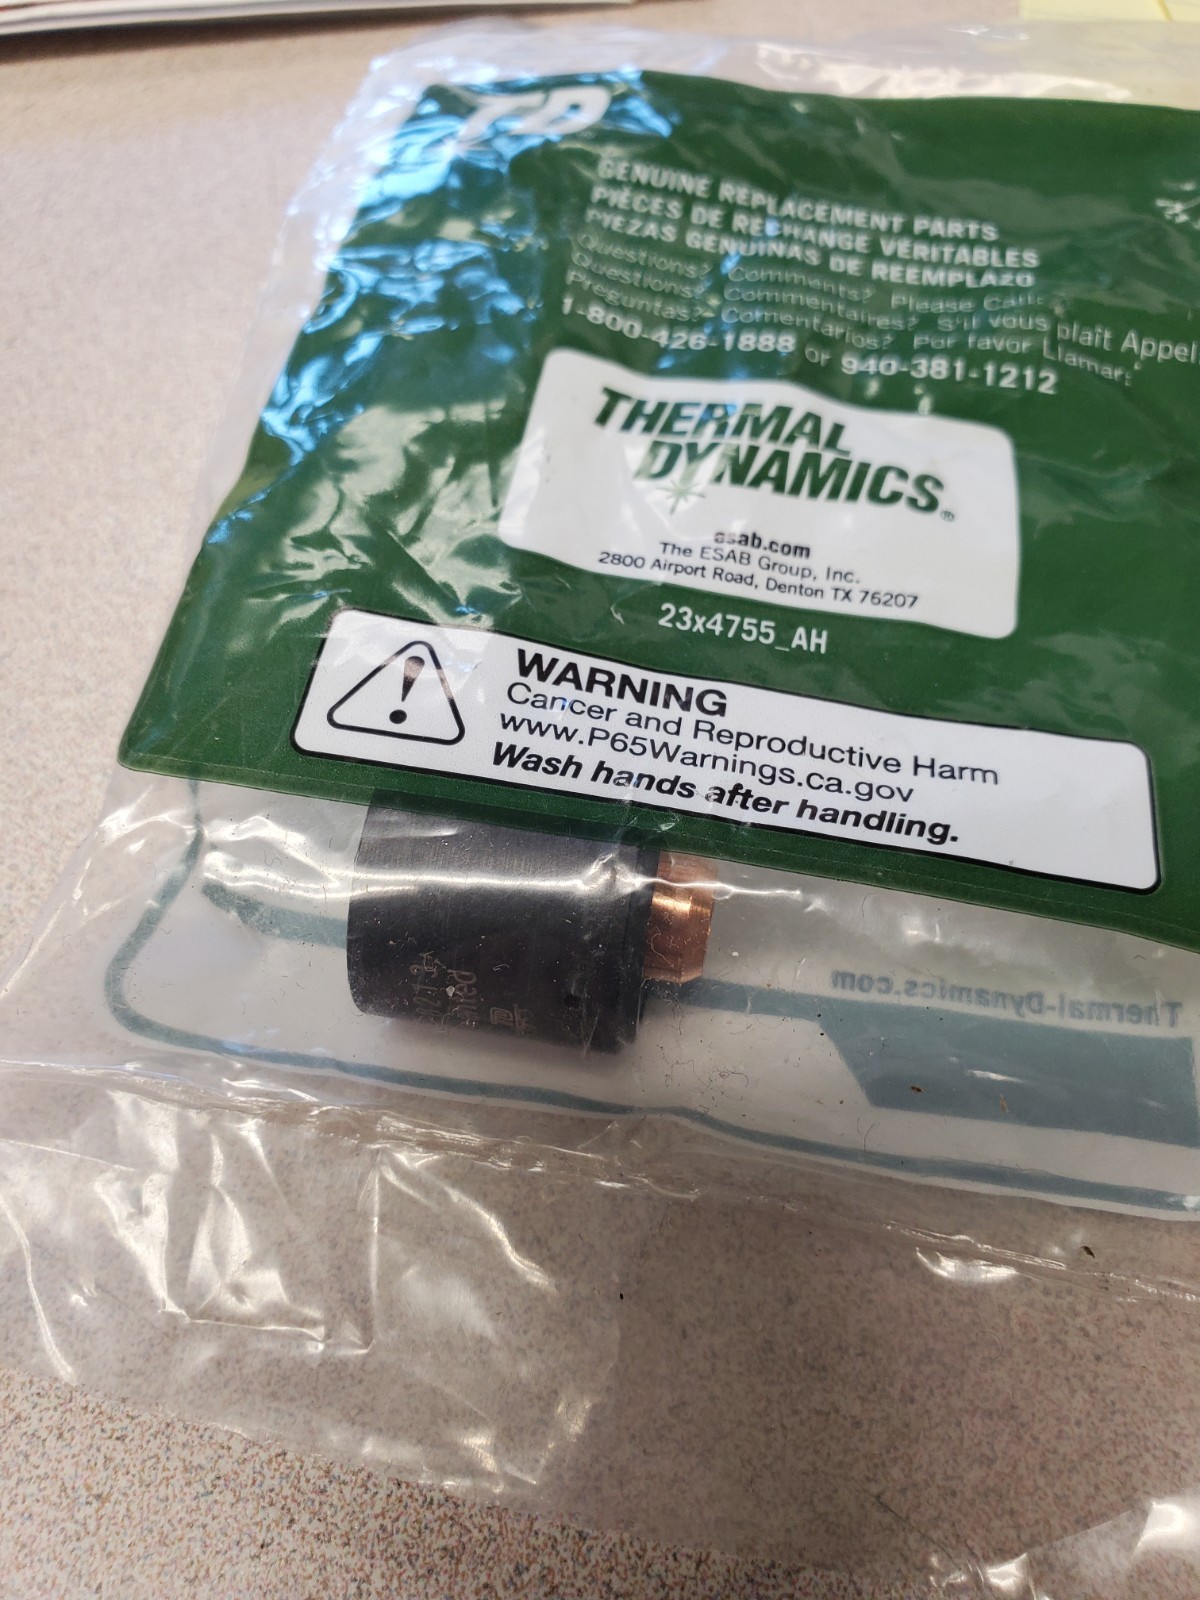 TD
GENUINE REPLACEMENT PARTS
PIÈCES DE RECHANGE VÉRITABLES
PIEZAS GENUINAS DE REEMPLAZO
Questions? Comments? Please Call:
Questions? Commentaires? S'il vous plaît Appel
Preguntas? Comentarios? Por favor Llamar:
1-800-426-1888 or 940-381-1212
THERMAL
DYNAMICS®
esab.com
The ESAB Group, Inc.
2800 Airport Road, Denton TX 76207
23x4755_AH
WARNING
Cancer and Reproductive Harm
www.P65Warnings.ca.gov
Wash hands after handling.
Thermal-Dynamics.com